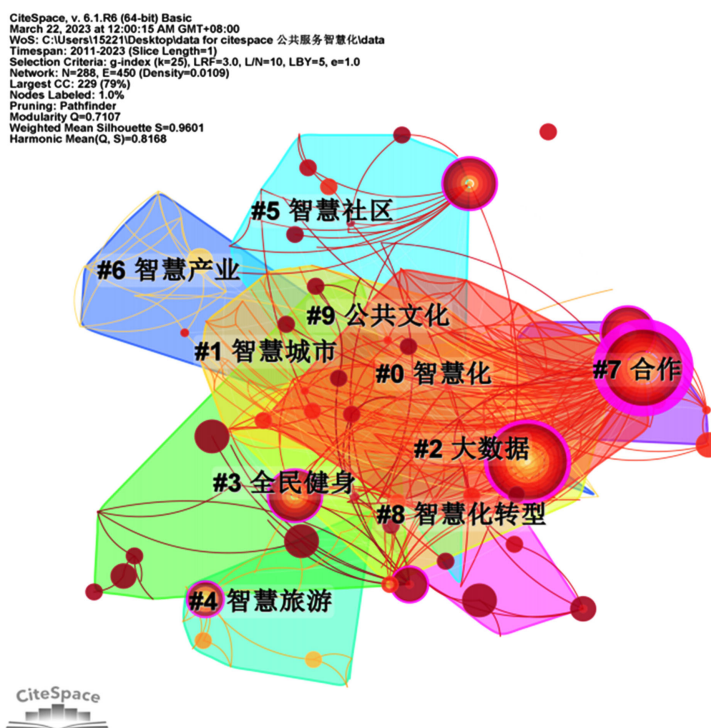 CiteSpace, v. 6.1.R6 (64-bit) Basic
March 22, 2023 at 12:00:15 AM GMT+08:00
WoS: C:\Users\15221\Desktop\data for citespace 公共服务智慧化\data
Timespan: 2011-2023 (Slice Length=1)
Selection Criteria: g-index (k=25), LRF=3.0, L/N=10, LBY=5, e=1.0
Network: N=288, E=450 (Density=0.0109)
Largest CC: 229 (79%)
Nodes Labeled: 1.0%
Pruning: Pathfinder
Modularity Q=0.7107
Weighted Mean Silhouette S=0.9601
Harmonic Mean(Q, S)=0.8168
#5 智慧社区
#6 智慧产业
#9 公共文化
#1 智慧城市
#0 智慧化
#7 合作
#2 大数据
#3 全民健身
#8 智慧化转型
#4 智慧旅游
CiteSpace